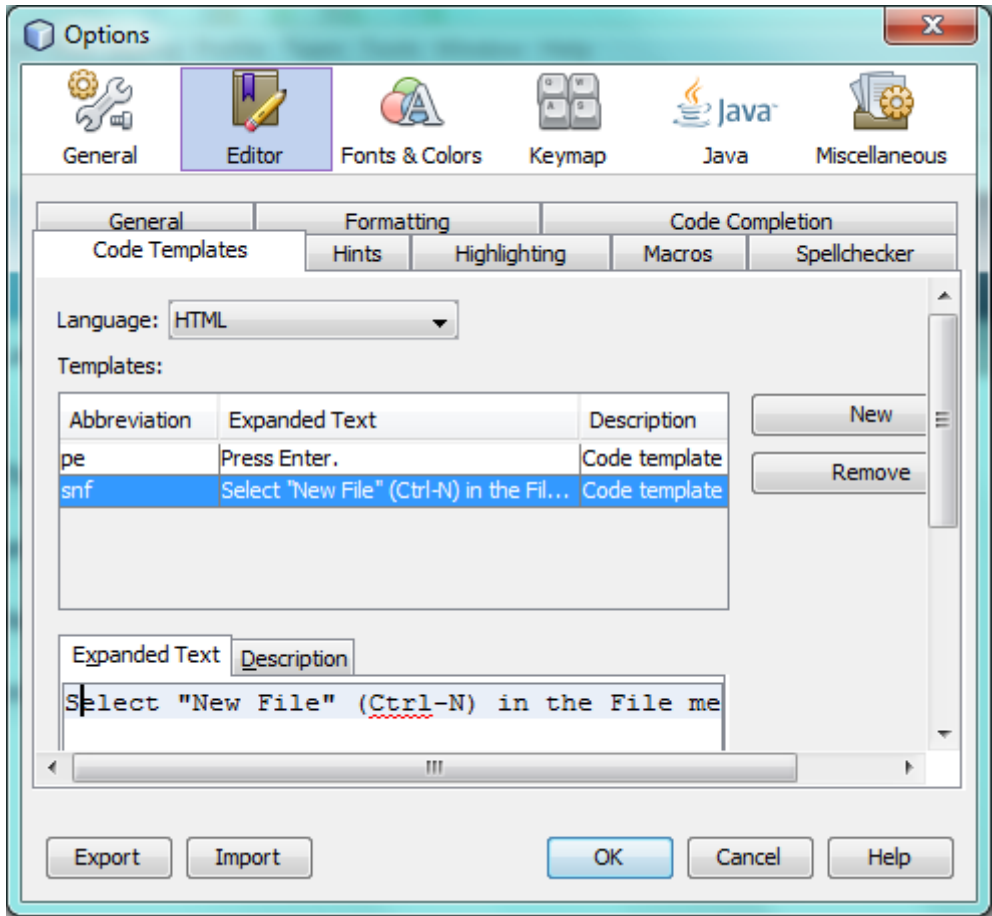 Options
General Editor Fonts & Colors Keymap Java Java Miscellaneous
General Formatting Code Completion
Code Templates Hints Highlighting Macros Spellchecker
Language: HTML
Templates:
Abbreviation Expanded Text Description New
pe Press Enter. Code template Remove
snf Select "New File" (Ctrl-N) in the Fil... Code template
Expanded Text Description
Select "New File" (Ctrl-N) in the File me
Export Import OK Cancel Help